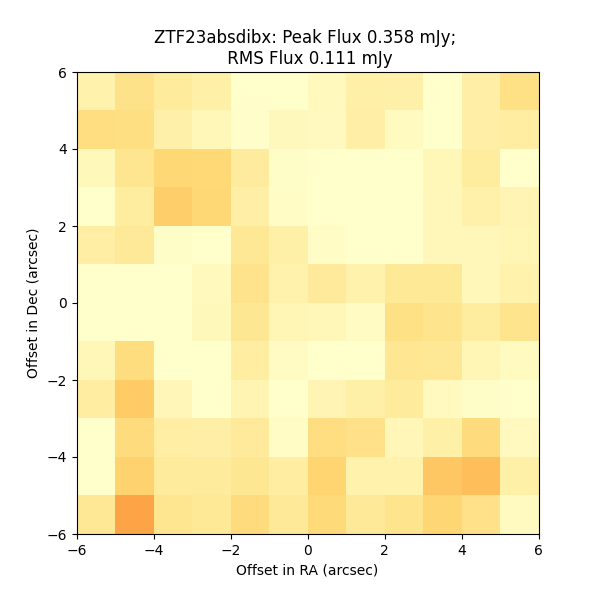 ZTF23absdibx: Peak Flux 0.358 mJy;
RMS Flux 0.111 mJy
6
4
2
0
−2
−4
−6
Offset in Dec (arcsec)
−6 −4 −2 0 2 4 6
Offset in RA (arcsec)